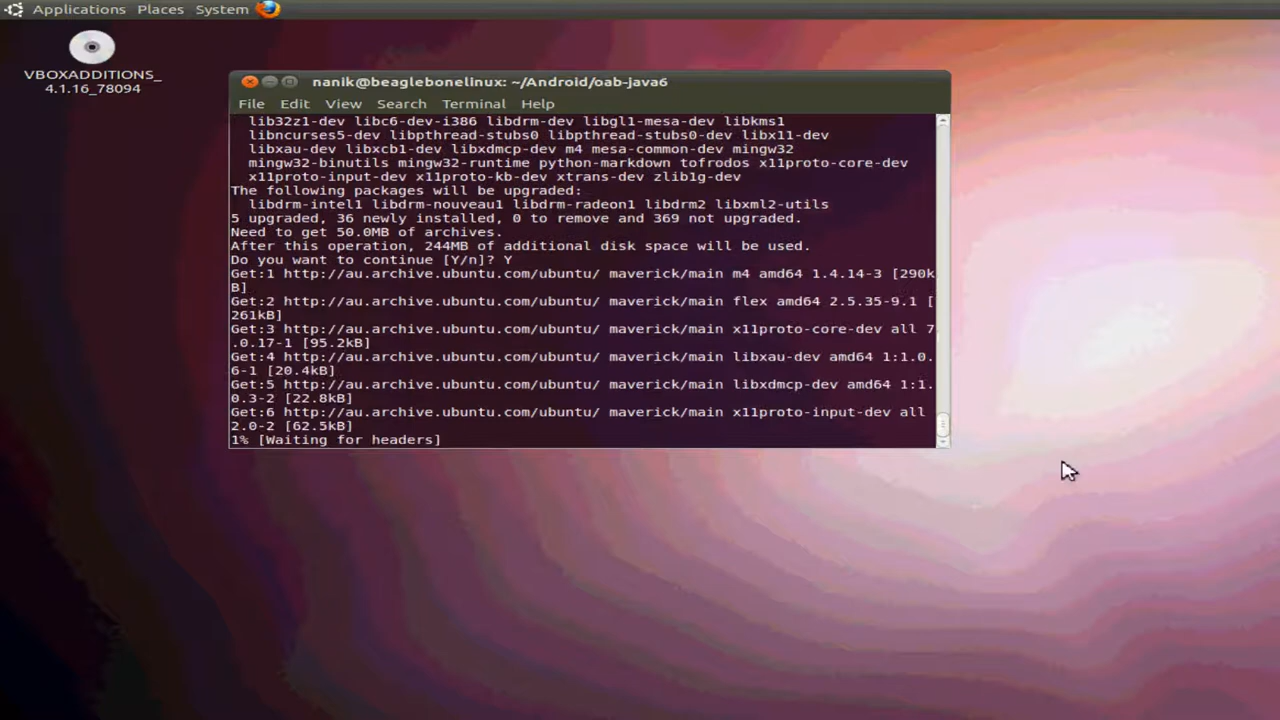 Applications Places System
VBOXADDITIONS_
4.1.16_78094
nanik@beaglebonelinux: ~/Android/oab-java6
File Edit View Search Terminal Help
lib32z1-dev libc6-dev-i386 libdrm-dev libgl1-mesa-dev libkms1
libncurses5-dev libpthread-stubs0 libpthread-stubs0-dev libx11-dev
libxau-dev libxcb1-dev libxdmcp-dev m4 mesa-common-dev mingw32
mingw32-binutils mingw32-runtime python-markdown tofrodos x11proto-core-dev
x11proto-input-dev x11proto-kb-dev xtrans-dev zlib1g-dev
The following packages will be upgraded:
libdrm-intel1 libdrm-nouveau1 libdrm-radeon1 libdrm2 libxml2-utils
5 upgraded, 36 newly installed, 0 to remove and 369 not upgraded.
Need to get 50.0MB of archives.
After this operation, 244MB of additional disk space will be used.
Do you want to continue [Y/n]? Y
Get:1 http://au.archive.ubuntu.com/ubuntu/ maverick/main m4 amd64 1.4.14-3 [290k
B]
Get:2 http://au.archive.ubuntu.com/ubuntu/ maverick/main flex amd64 2.5.35-9.1 [
261kB]
Get:3 http://au.archive.ubuntu.com/ubuntu/ maverick/main x11proto-core-dev all 7
.0.17-1 [95.2kB]
Get:4 http://au.archive.ubuntu.com/ubuntu/ maverick/main libxau-dev amd64 1:1.0.
6-1 [20.4kB]
Get:5 http://au.archive.ubuntu.com/ubuntu/ maverick/main libxdmcp-dev amd64 1:1.
0.3-2 [22.8kB]
Get:6 http://au.archive.ubuntu.com/ubuntu/ maverick/main x11proto-input-dev all
2.0-2 [62.5kB]
1% [Waiting for headers]